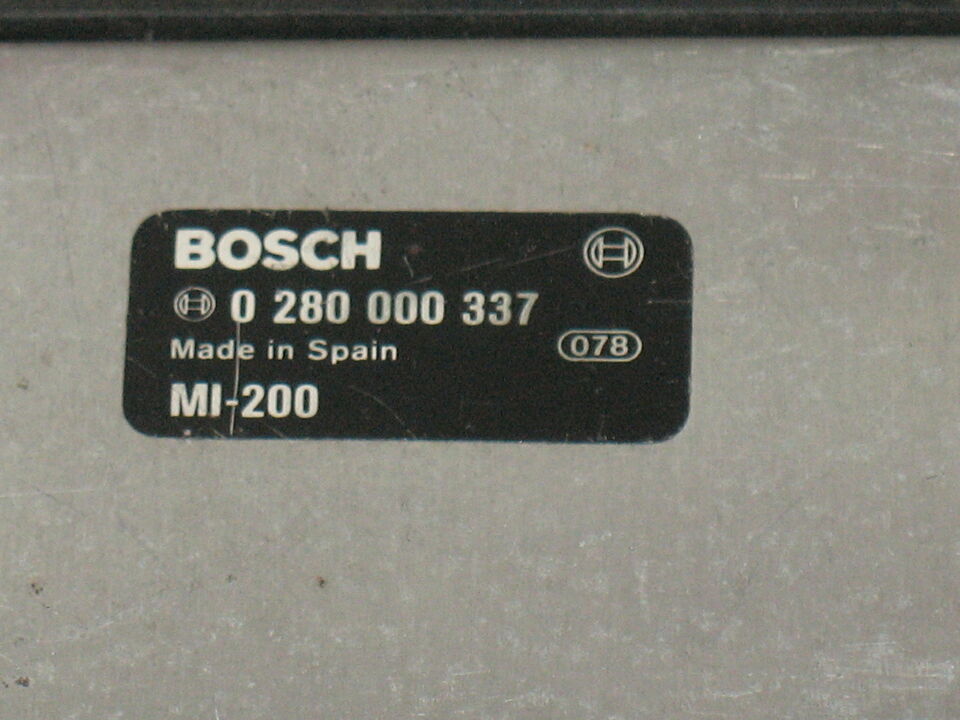 BOSCH
0 280 000 337
Made in Spain
078
MI-200